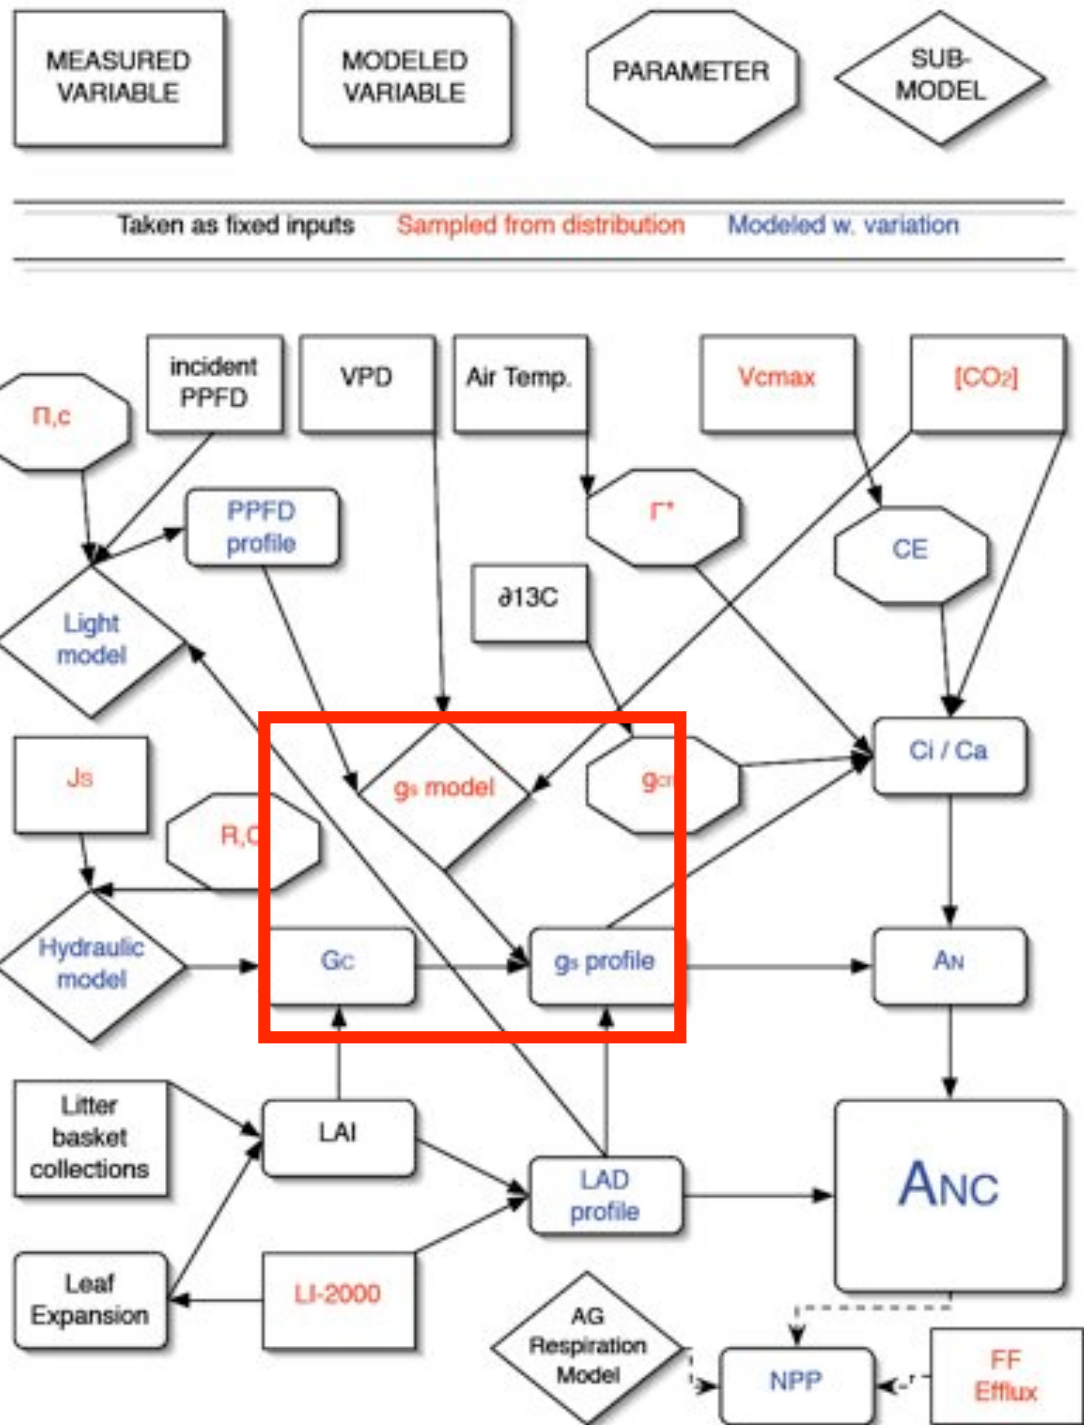 MEASURED
VARIABLE
MODELED
VARIABLE
PARAMETER
SUB-
MODEL
Taken as fixed inputs
Sampled from distribution
Modeled w. variation
incident
PPFD
VPD
Air Temp.
Vcmax
[CO2]
Π,c
PPFD
profile
Γ*
CE
∂13C
Light
model
Ci / Ca
Js
gs model
R,
Hydraulic
model
Gc
gs profile
AN
Litter
basket
collections
LAI
LAD
profile
ANC
Leaf
Expansion
LI-2000
AG
Respiration
Model
NPP
FF
Efflux